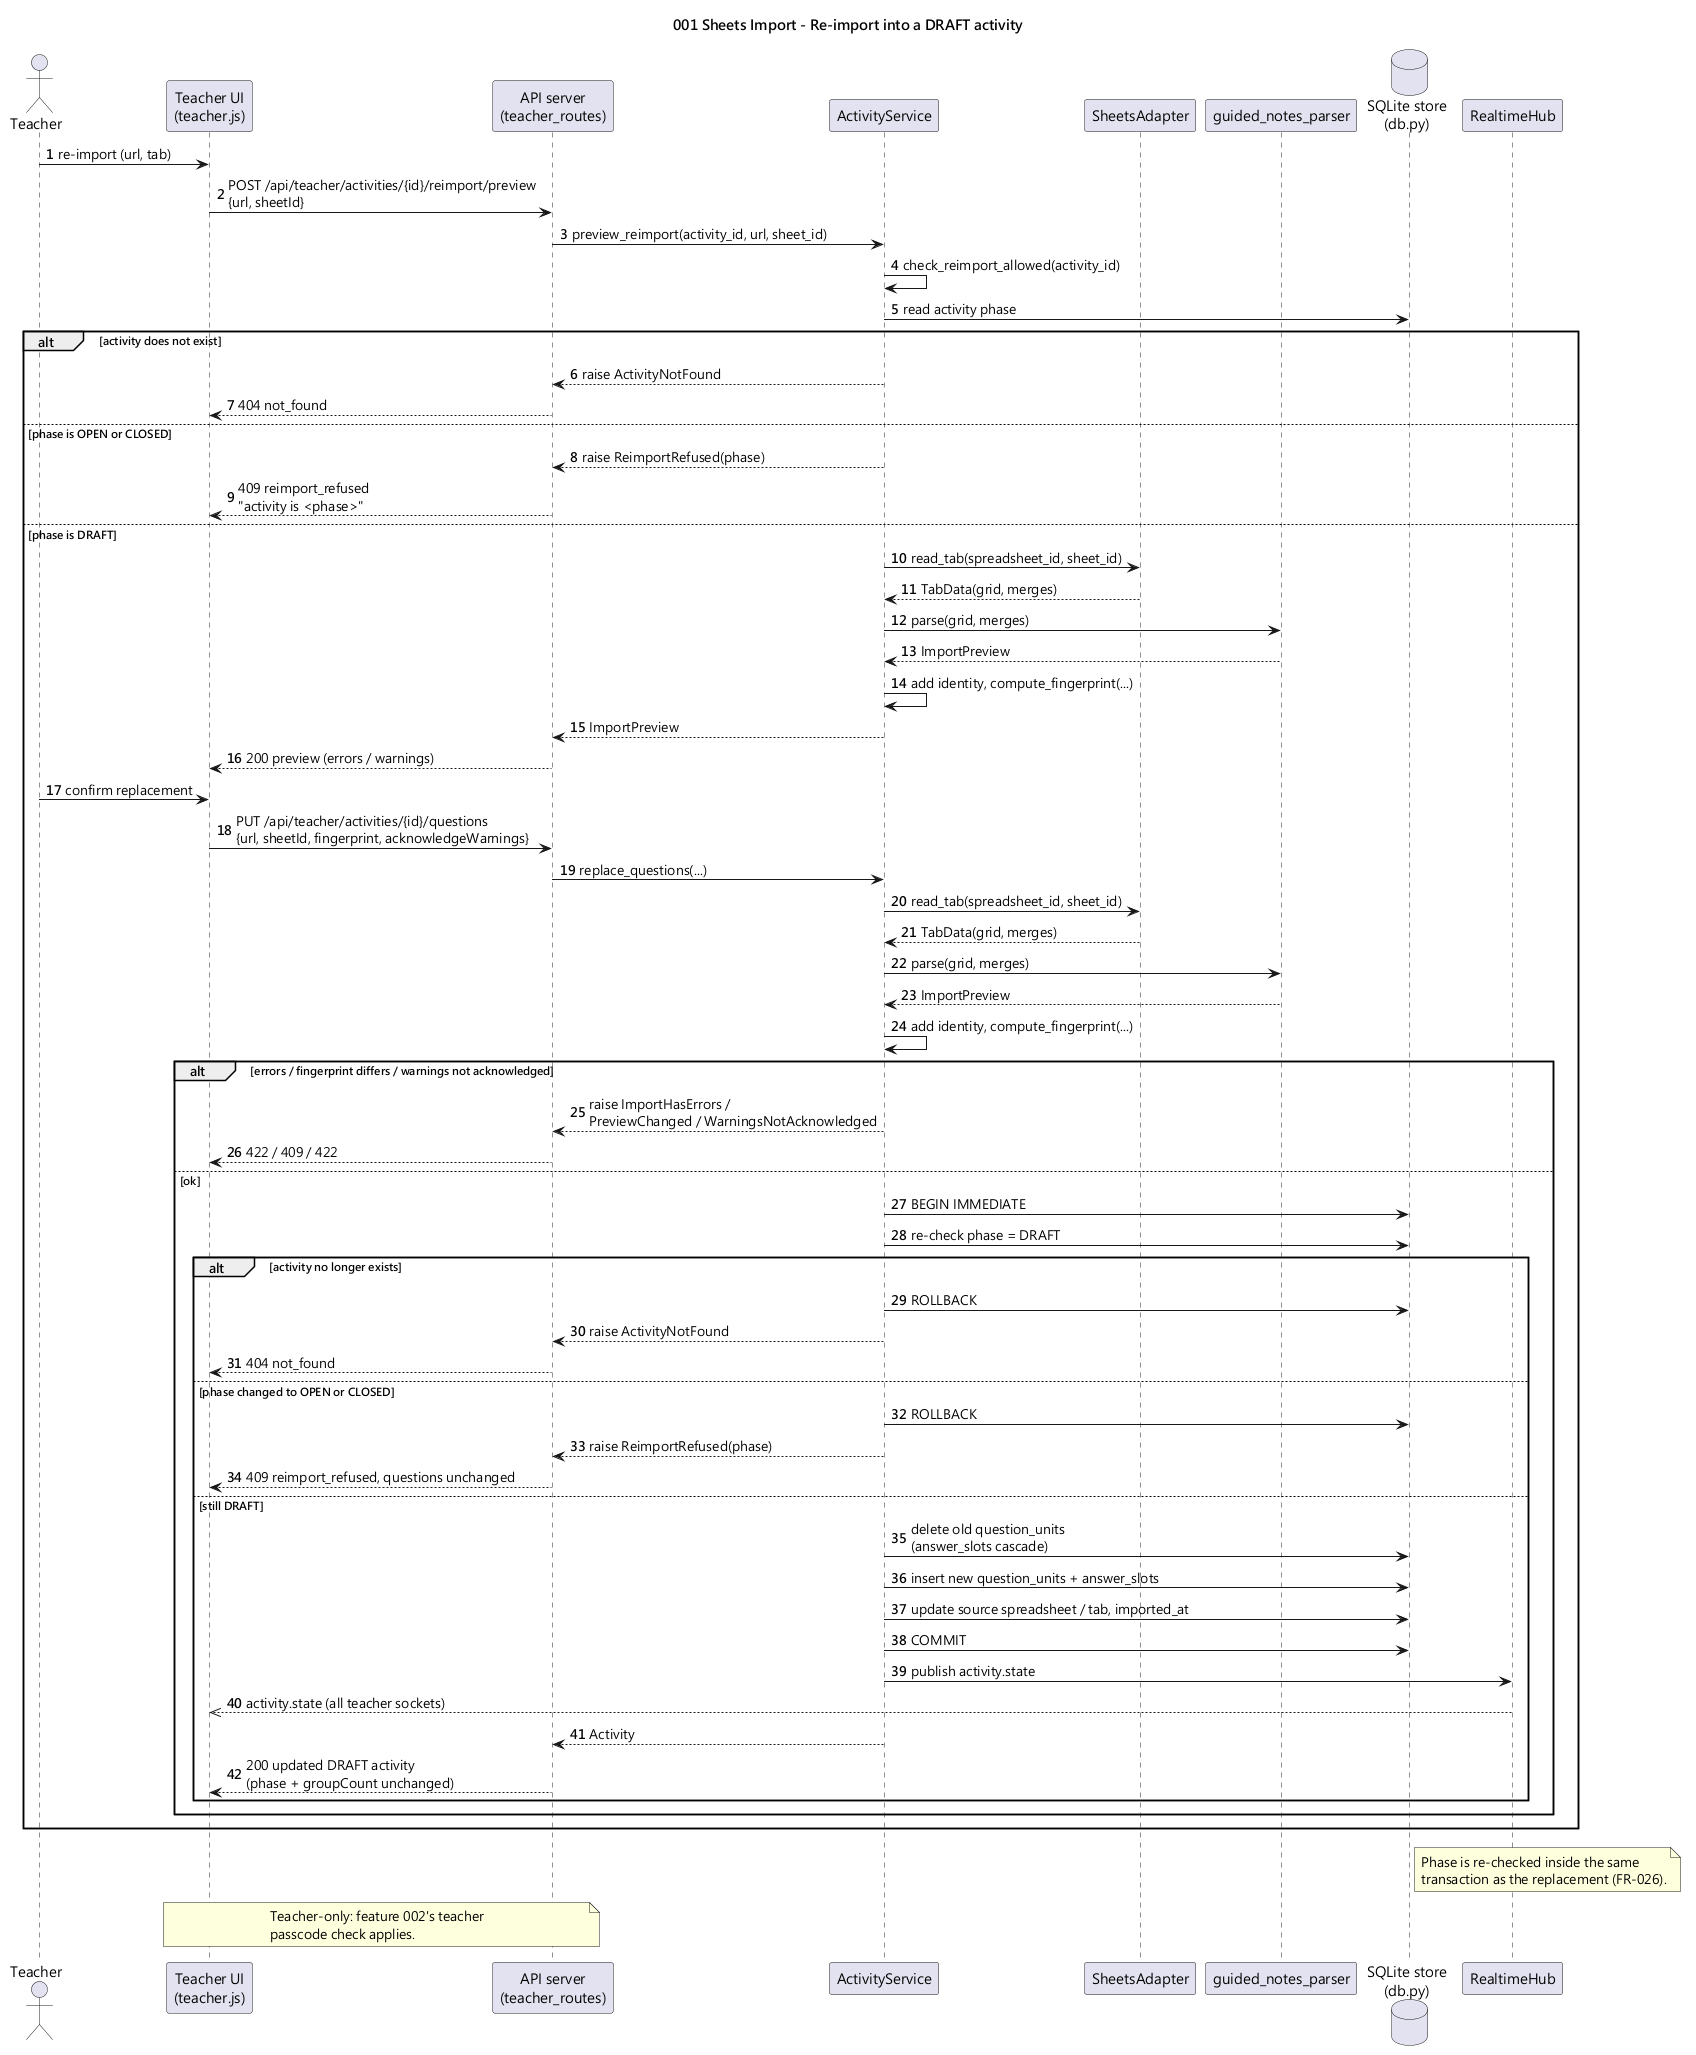 001 Sheets Import - Re-import into a DRAFT activity
Teacher
Teacher UI
(teacher.js)
API server
(teacher_routes)
ActivityService
SheetsAdapter
guided_notes_parser
SQLite store
(db.py)
RealtimeHub
1 re-import (url, tab)
2 POST /api/teacher/activities/{id}/reimport/preview
{url, sheetId}
3 preview_reimport(activity_id, url, sheet_id)
4 check_reimport_allowed(activity_id)
5 read activity phase
alt [activity does not exist]
6 raise ActivityNotFound
7 404 not_found
[phase is OPEN or CLOSED]
8 raise ReimportRefused(phase)
9 409 reimport_refused
"activity is <phase>"
[phase is DRAFT]
10 read_tab(spreadsheet_id, sheet_id)
11 TabData(grid, merges)
12 parse(grid, merges)
13 ImportPreview
14 add identity, compute_fingerprint(...)
15 ImportPreview
16 200 preview (errors / warnings)
17 confirm replacement
18 PUT /api/teacher/activities/{id}/questions
{url, sheetId, fingerprint, acknowledgeWarnings}
19 replace_questions(...)
20 read_tab(spreadsheet_id, sheet_id)
21 TabData(grid, merges)
22 parse(grid, merges)
23 ImportPreview
24 add identity, compute_fingerprint(...)
alt [errors / fingerprint differs / warnings not acknowledged]
25 raise ImportHasErrors /
PreviewChanged / WarningsNotAcknowledged
26 422 / 409 / 422
[ok]
27 BEGIN IMMEDIATE
28 re-check phase = DRAFT
alt [activity no longer exists]
29 ROLLBACK
30 raise ActivityNotFound
31 404 not_found
[phase changed to OPEN or CLOSED]
32 ROLLBACK
33 raise ReimportRefused(phase)
34 409 reimport_refused, questions unchanged
[still DRAFT]
35 delete old question_units
(answer_slots cascade)
36 insert new question_units + answer_slots
37 update source spreadsheet / tab, imported_at
38 COMMIT
39 publish activity.state
40 activity.state (all teacher sockets)
41 Activity
42 200 updated DRAFT activity
(phase + groupCount unchanged)
Phase is re-checked inside the same
transaction as the replacement (FR-026).
Teacher-only: feature 002's teacher
passcode check applies.
Teacher
Teacher UI
(teacher.js)
API server
(teacher_routes)
ActivityService
SheetsAdapter
guided_notes_parser
SQLite store
(db.py)
RealtimeHub